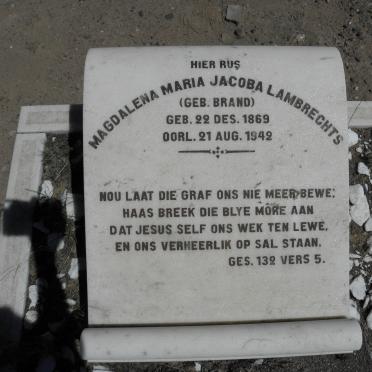 HIER RUS
MAGDALENA MARIA JACOBA LAMBRECHTS
(GEB. BRAND)
GEB. 22 DES. 1869
OORL. 21 AUG. 1942
NOU LAAT DIE GRAF ONS NIE MEER BEWE;
HAAS BREEK DIE BLYE MÔRE AAN
DAT JESUS SELF ONS WEK TEN LEWE,
EN ONS VERHEERLIK OP SAL STAAN.
GES. 132 VERS 5.